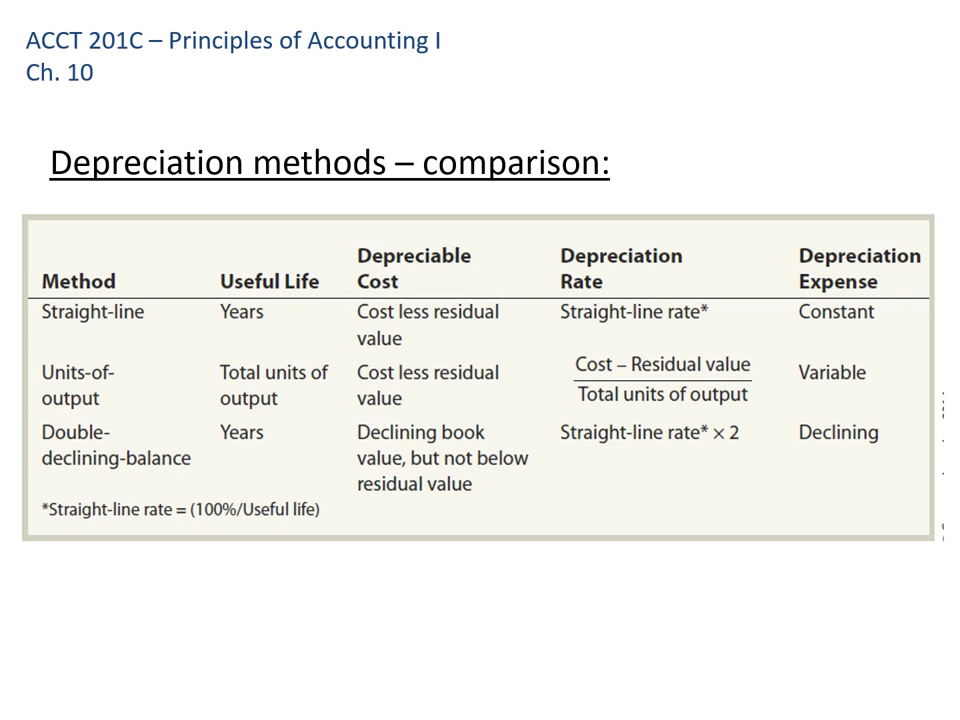 ACCT 201C – Principles of Accounting I
Ch. 10
Depreciation methods – comparison:
Method Useful Life Depreciable Cost Depreciation Rate Depreciation Expense
Straight-line Years Cost less residual value Straight-line rate* Constant
Units-of-output Total units of output Cost less residual value Cost – Residual value / Total units of output Variable
Double-declining-balance Years Declining book value, but not below residual value Straight-line rate* × 2 Declining
*Straight-line rate = (100%/Useful life)